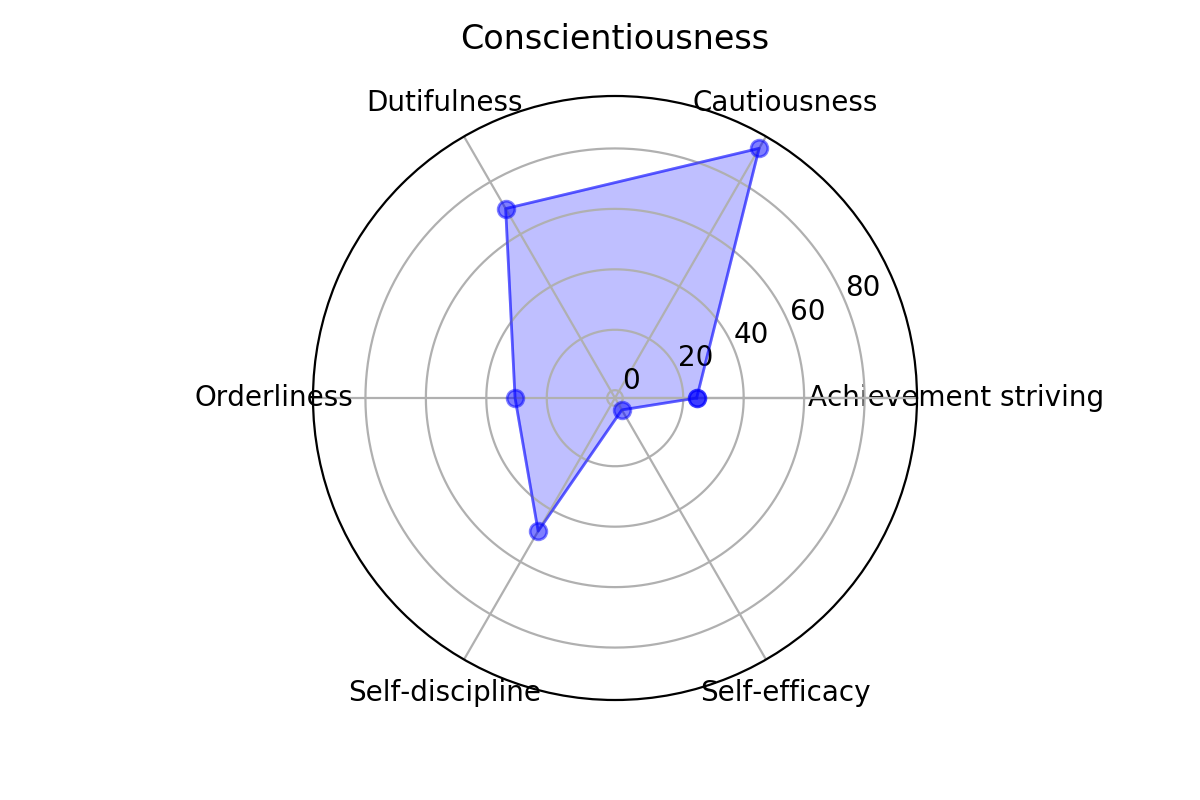 Conscientiousness
Dutifulness
Cautiousness
80
60
40
20
0
Orderliness
Achievement striving
Self-discipline
Self-efficacy